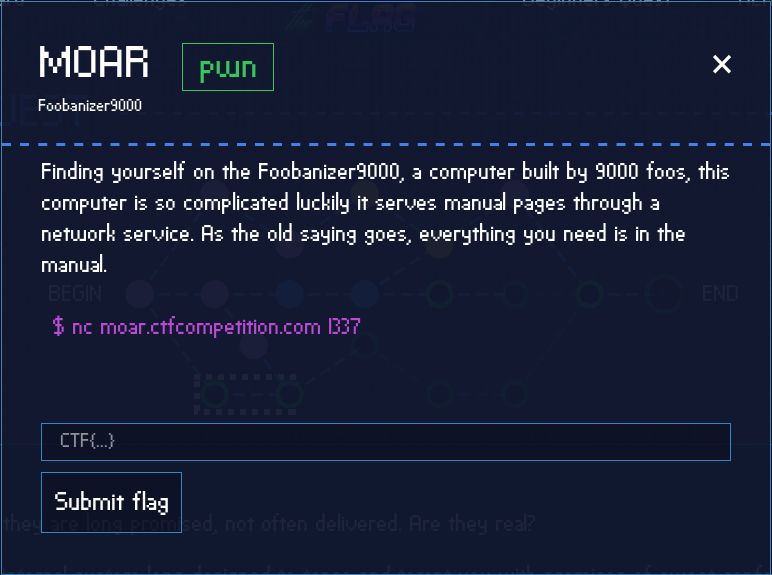 MOAR
pwn
Foobanizer9000
Finding yourself on the Foobanizer9000, a computer built by 9000 foos, this
computer is so complicated luckily it serves manual pages through a
network service. As the old saying goes, everything you need is in the
manual.
BEGIN
END
$ nc moar.ctfcompetition.com 1337
CTF{...}
Submit flag
they are long promised, not often delivered. Are they real?